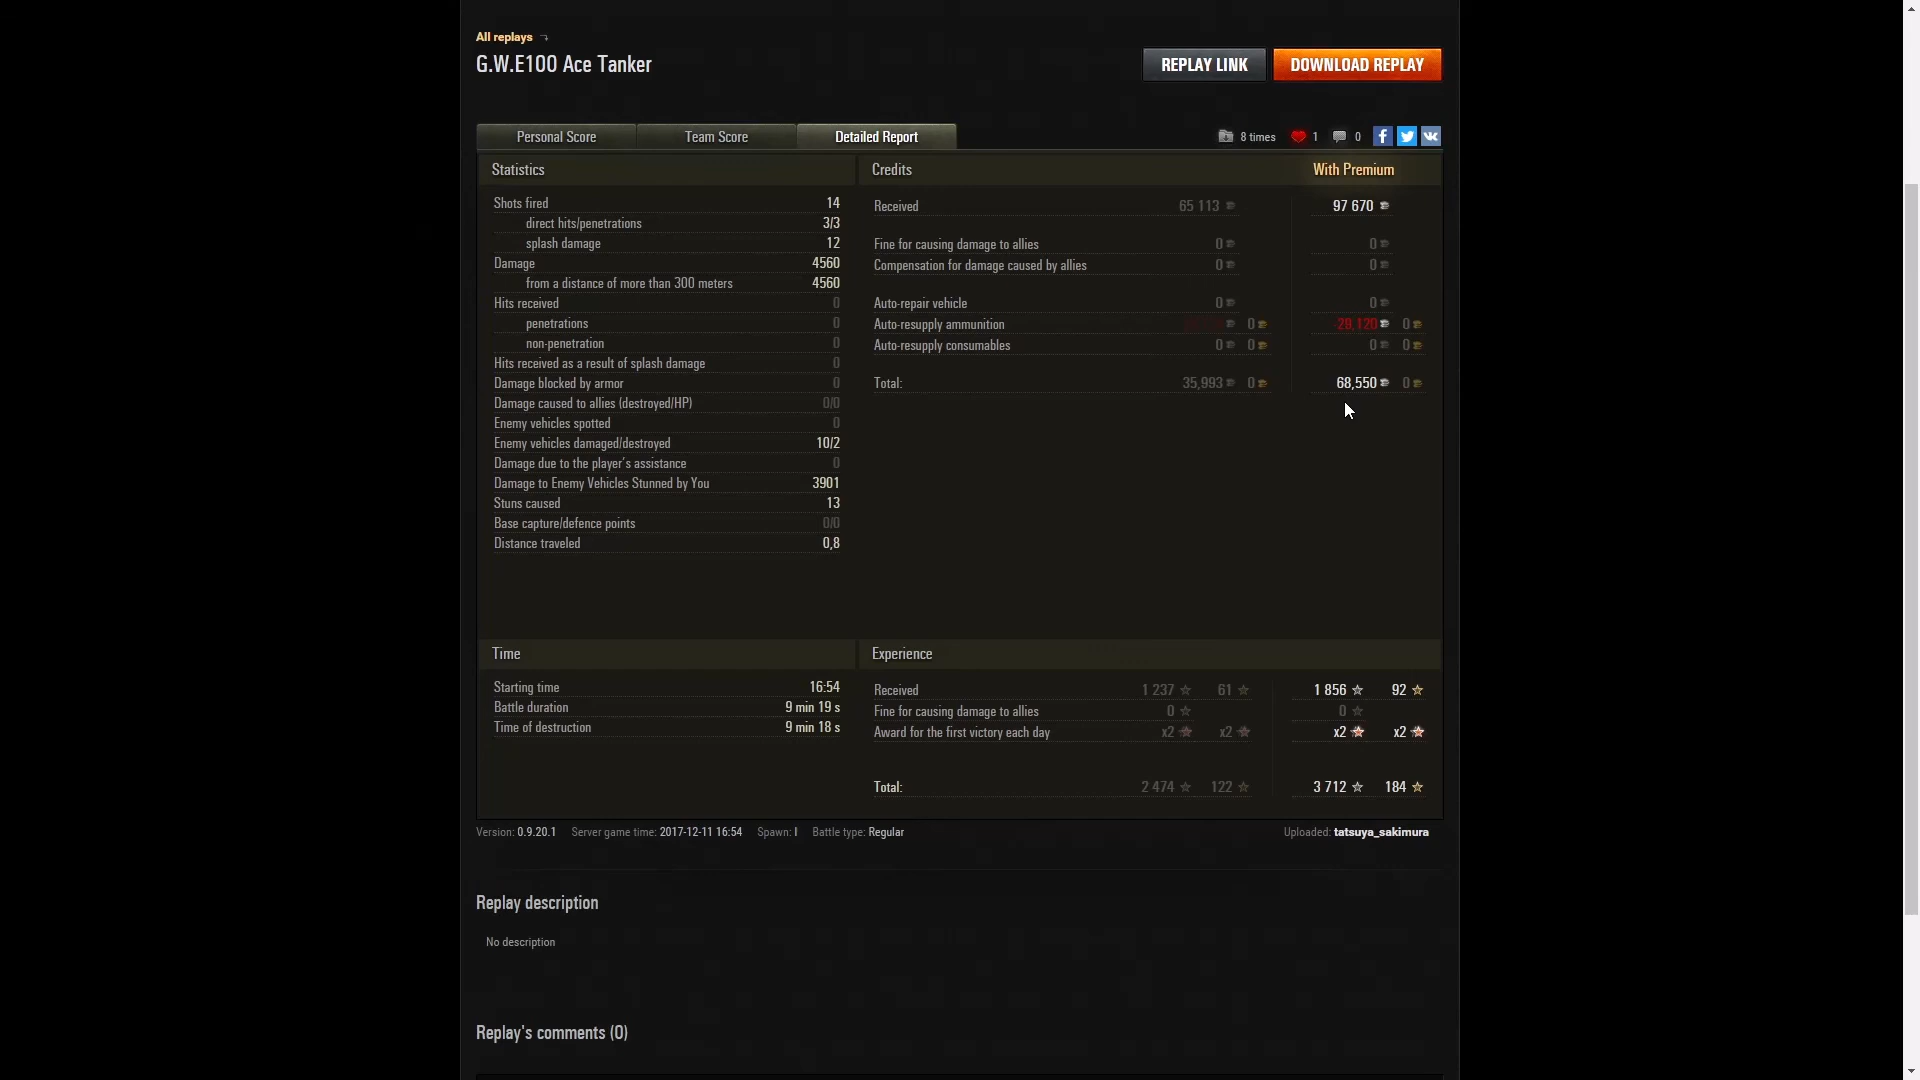 All replays
G.W.E100 Ace Tanker
REPLAY LINK
DOWNLOAD REPLAY
Personal Score
Team Score
Detailed Report
8 times
1
0
Statistics
Shots fired 14
direct hits/penetrations 3/3
splash damage 12
Damage 4560
from a distance of more than 300 meters 4560
Hits received 0
penetrations 0
non-penetration 0
Hits received as a result of splash damage 0
Damage blocked by armor 0
Damage caused to allies (destroyed/HP) 0/0
Enemy vehicles spotted 0
Enemy vehicles damaged/destroyed 10/2
Damage due to the player's assistance 0
Damage to Enemy Vehicles Stunned by You 3901
Stuns caused 13
Base capture/defence points 0/0
Distance traveled 0,8
Credits With Premium
Received 65 113 97 670
Fine for causing damage to allies 0 0
Compensation for damage caused by allies 0 0
Auto-repair vehicle 0 0
Auto-resupply ammunition 0 -29,120 0
Auto-resupply consumables 0 0 0 0
Total: 35,993 0 68,550 0
Time
Starting time 16:54
Battle duration 9 min 19 s
Time of destruction 9 min 18 s
Experience
Received 1 237 61 1 856 92
Fine for causing damage to allies 0 0
Award for the first victory each day x2 x2 x2 x2
Total: 2 474 122 3 712 184
Version: 0.9.20.1 Server game time: 2017-12-11 16:54 Spawn: I Battle type: Regular
Uploaded: tatsuya_sakimura
Replay description
No description
Replay's comments (0)